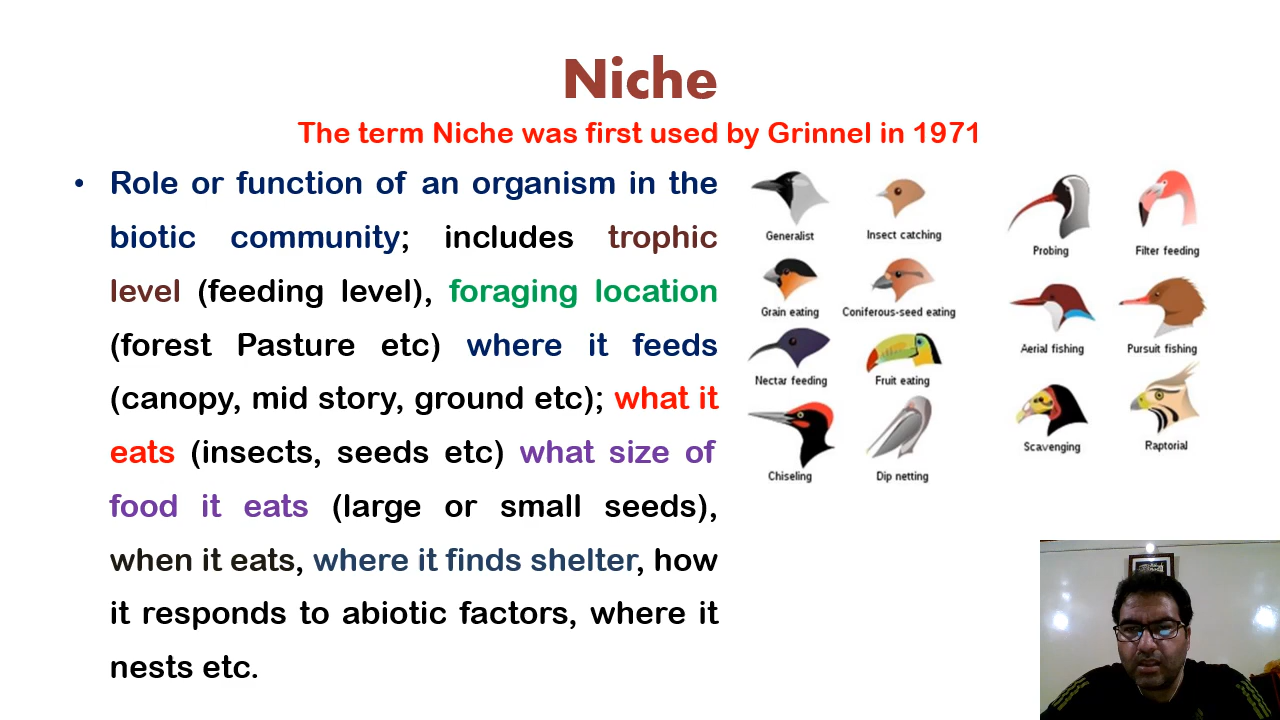 Niche
The term Niche was first used by Grinnel in 1971
• Role or function of an organism in the
biotic community; includes trophic
level (feeding level), foraging location
(forest Pasture etc) where it feeds
(canopy, mid story, ground etc); what it
eats (insects, seeds etc) what size of
food it eats (large or small seeds),
when it eats, where it finds shelter, how
it responds to abiotic factors, where it
nests etc.
Generalist
Insect catching
Grain eating
Coniferous-seed eating
Nectar feeding
Fruit eating
Chiseling
Dip netting
Probing
Filter feeding
Aerial fishing
Pursuit fishing
Scavenging
Raptorial